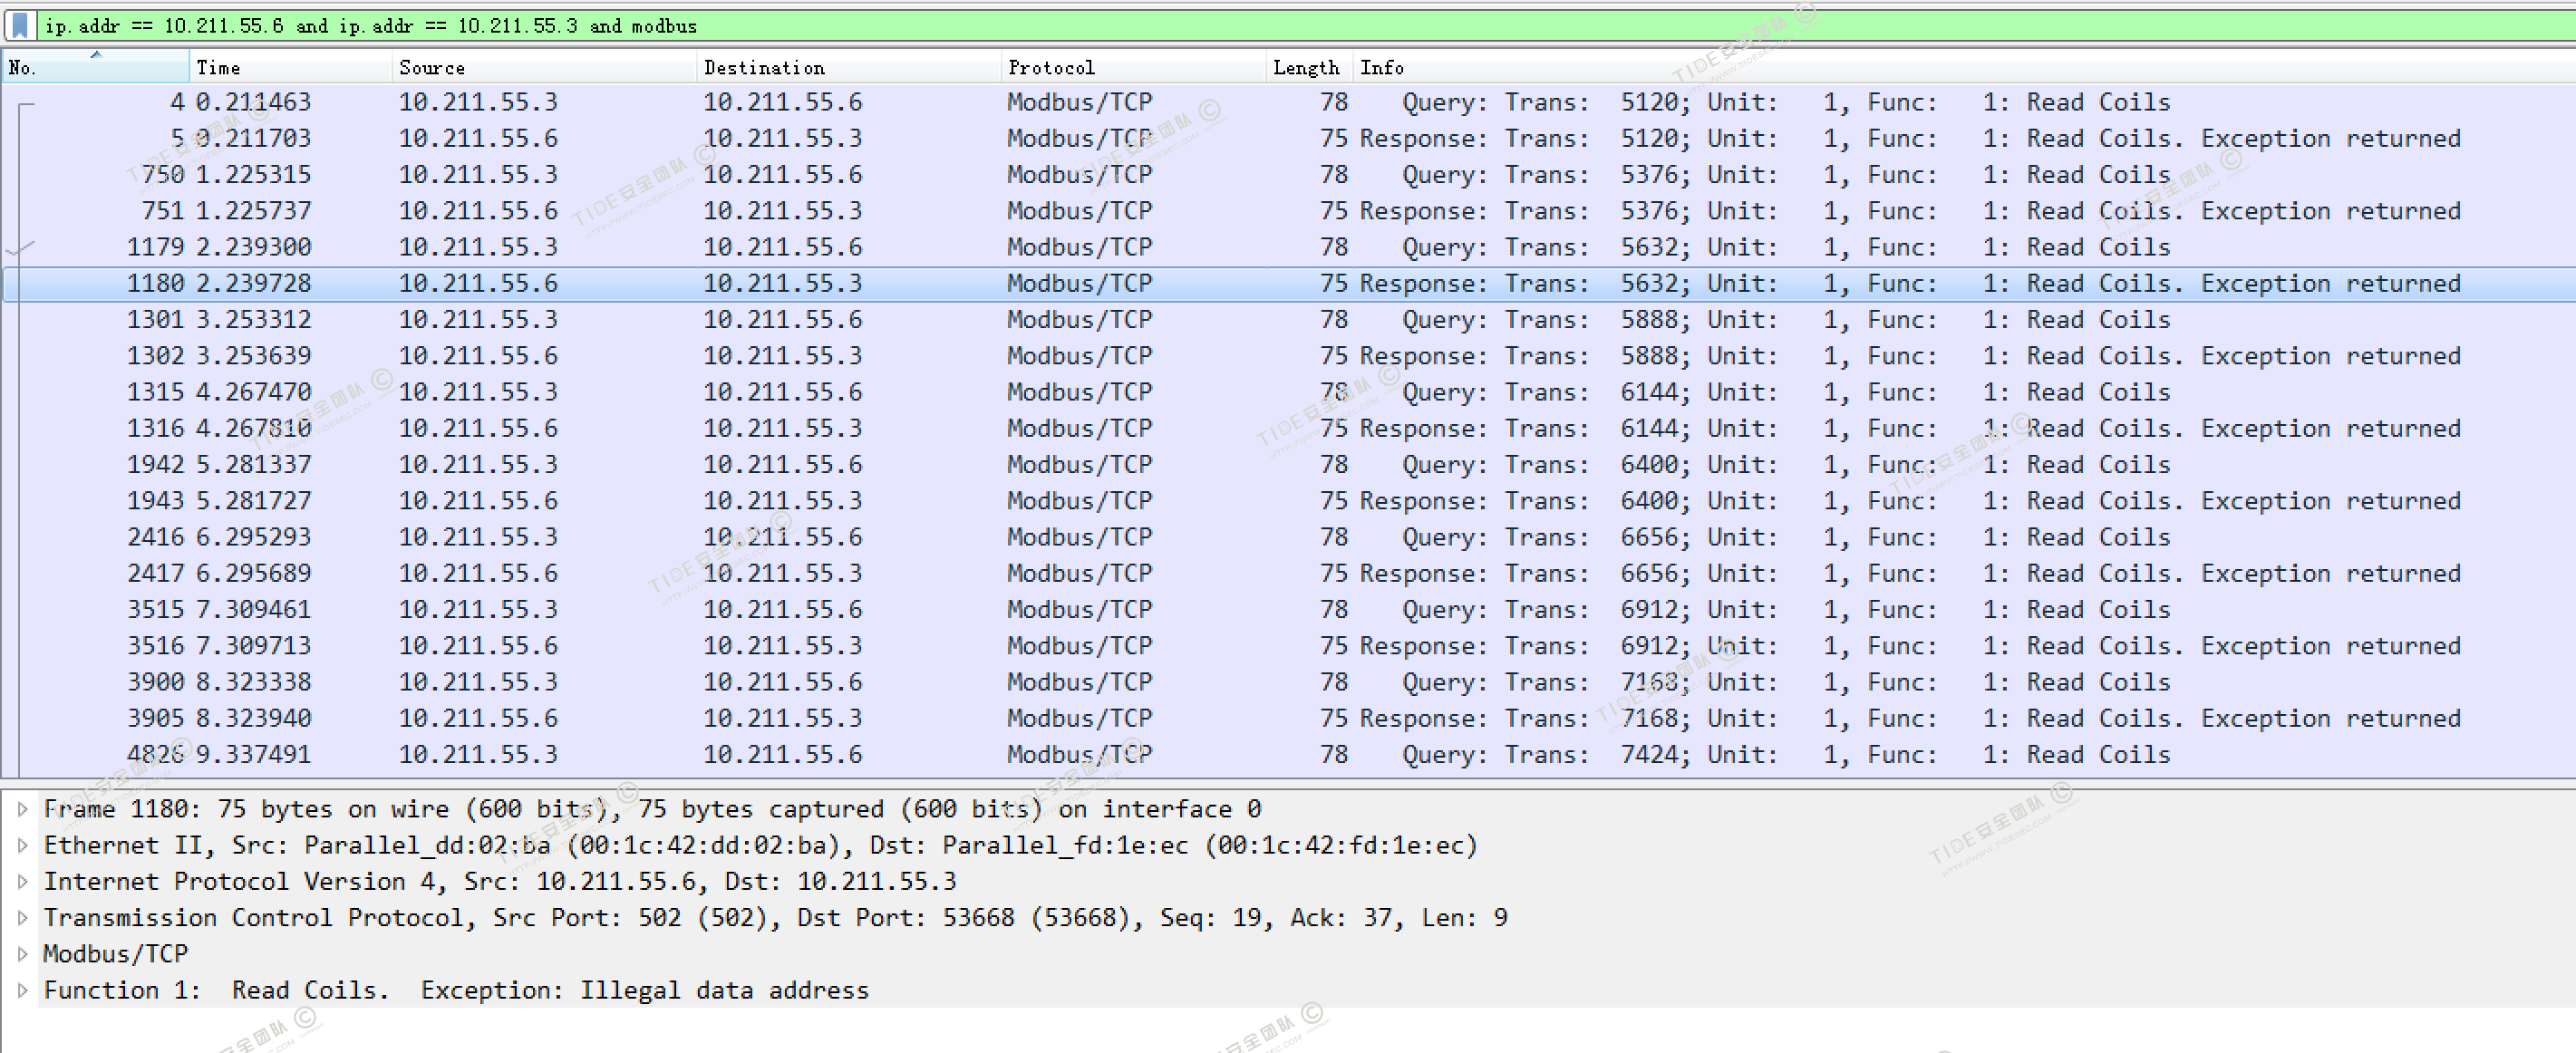 ip.addr == 10.211.55.6 and ip.addr == 10.211.55.3 and modbus
No. Time Source Destination Protocol Length Info
4 0.211463 10.211.55.3 10.211.55.6 Modbus/TCP 78 Query: Trans: 5120; Unit: 1, Func: 1: Read Coils
5 0.211703 10.211.55.6 10.211.55.3 Modbus/TCP 75 Response: Trans: 5120; Unit: 1, Func: 1: Read Coils. Exception returned
750 1.225315 10.211.55.3 10.211.55.6 Modbus/TCP 78 Query: Trans: 5376; Unit: 1, Func: 1: Read Coils
751 1.225737 10.211.55.6 10.211.55.3 Modbus/TCP 75 Response: Trans: 5376; Unit: 1, Func: 1: Read Coils. Exception returned
1179 2.239300 10.211.55.3 10.211.55.6 Modbus/TCP 78 Query: Trans: 5632; Unit: 1, Func: 1: Read Coils
1180 2.239728 10.211.55.6 10.211.55.3 Modbus/TCP 75 Response: Trans: 5632; Unit: 1, Func: 1: Read Coils. Exception returned
1301 3.253312 10.211.55.3 10.211.55.6 Modbus/TCP 78 Query: Trans: 5888; Unit: 1, Func: 1: Read Coils
1302 3.253639 10.211.55.6 10.211.55.3 Modbus/TCP 75 Response: Trans: 5888; Unit: 1, Func: 1: Read Coils. Exception returned
1315 4.267470 10.211.55.3 10.211.55.6 Modbus/TCP 78 Query: Trans: 6144; Unit: 1, Func: 1: Read Coils
1316 4.267810 10.211.55.6 10.211.55.3 Modbus/TCP 75 Response: Trans: 6144; Unit: 1, Func: 1: Read Coils. Exception returned
1942 5.281337 10.211.55.3 10.211.55.6 Modbus/TCP 78 Query: Trans: 6400; Unit: 1, Func: 1: Read Coils
1943 5.281727 10.211.55.6 10.211.55.3 Modbus/TCP 75 Response: Trans: 6400; Unit: 1, Func: 1: Read Coils. Exception returned
2416 6.295293 10.211.55.3 10.211.55.6 Modbus/TCP 78 Query: Trans: 6656; Unit: 1, Func: 1: Read Coils
2417 6.295689 10.211.55.6 10.211.55.3 Modbus/TCP 75 Response: Trans: 6656; Unit: 1, Func: 1: Read Coils. Exception returned
3515 7.309461 10.211.55.3 10.211.55.6 Modbus/TCP 78 Query: Trans: 6912; Unit: 1, Func: 1: Read Coils
3516 7.309713 10.211.55.6 10.211.55.3 Modbus/TCP 75 Response: Trans: 6912; Unit: 1, Func: 1: Read Coils. Exception returned
3900 8.323338 10.211.55.3 10.211.55.6 Modbus/TCP 78 Query: Trans: 7168; Unit: 1, Func: 1: Read Coils
3905 8.323940 10.211.55.6 10.211.55.3 Modbus/TCP 75 Response: Trans: 7168; Unit: 1, Func: 1: Read Coils. Exception returned
4826 9.337491 10.211.55.3 10.211.55.6 Modbus/TCP 78 Query: Trans: 7424; Unit: 1, Func: 1: Read Coils
Frame 1180: 75 bytes on wire (600 bits), 75 bytes captured (600 bits) on interface 0
Ethernet II, Src: Parallel_dd:02:ba (00:1c:42:dd:02:ba), Dst: Parallel_fd:1e:ec (00:1c:42:fd:1e:ec)
Internet Protocol Version 4, Src: 10.211.55.6, Dst: 10.211.55.3
Transmission Control Protocol, Src Port: 502 (502), Dst Port: 53668 (53668), Seq: 19, Ack: 37, Len: 9
Modbus/TCP
Function 1: Read Coils. Exception: Illegal data address
TIDE安全团队 ©
HTTP://WWW.TIDESEC.COM